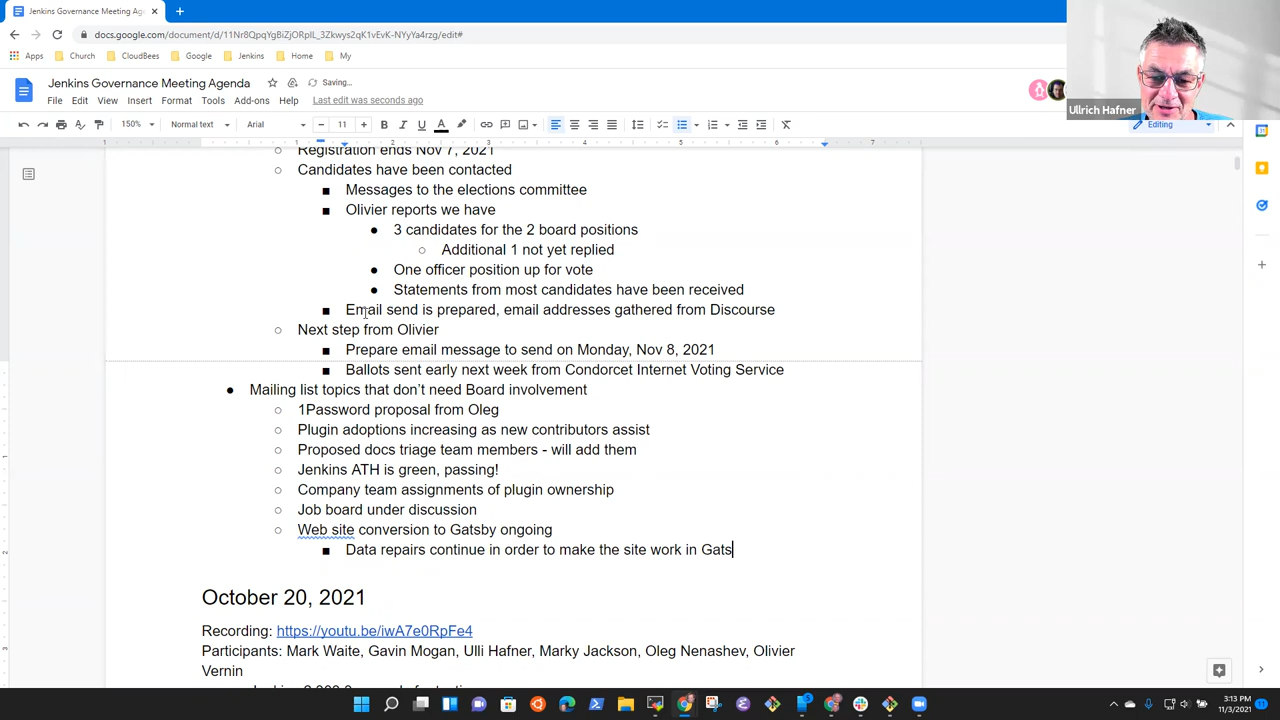 Jenkins Governance Meeting Ag
docs.google.com/document/d/11Nr8QpqYgBiZjORpIL_3Zkwys2qK1vEvK-NYyYa4rzg/edit#
Apps Church CloudBees Google Jenkins Home My
Jenkins Governance Meeting Agenda Saving...
File Edit View Insert Format Tools Add-ons Help Last edit was seconds ago
Ullrich Hafner
150% Normal text Arial 11 Editing
1 1 2 3 4 5 6 7
Registration ends Nov 7, 2021
Candidates have been contacted
Messages to the elections committee
Olivier reports we have
3 candidates for the 2 board positions
Additional 1 not yet replied
One officer position up for vote
Statements from most candidates have been received
Email send is prepared, email addresses gathered from Discourse
Next step from Olivier
Prepare email message to send on Monday, Nov 8, 2021
Ballots sent early next week from Condorcet Internet Voting Service
Mailing list topics that don't need Board involvement
1Password proposal from Oleg
Plugin adoptions increasing as new contributors assist
Proposed docs triage team members - will add them
Jenkins ATH is green, passing!
Company team assignments of plugin ownership
Job board under discussion
Web site conversion to Gatsby ongoing
Data repairs continue in order to make the site work in Gats
October 20, 2021
Recording: https://youtu.be/iwA7e0RpFe4
Participants: Mark Waite, Gavin Mogan, Ulli Hafner, Marky Jackson, Oleg Nenashev, Olivier
Vernin
3:13 PM
11/3/2021